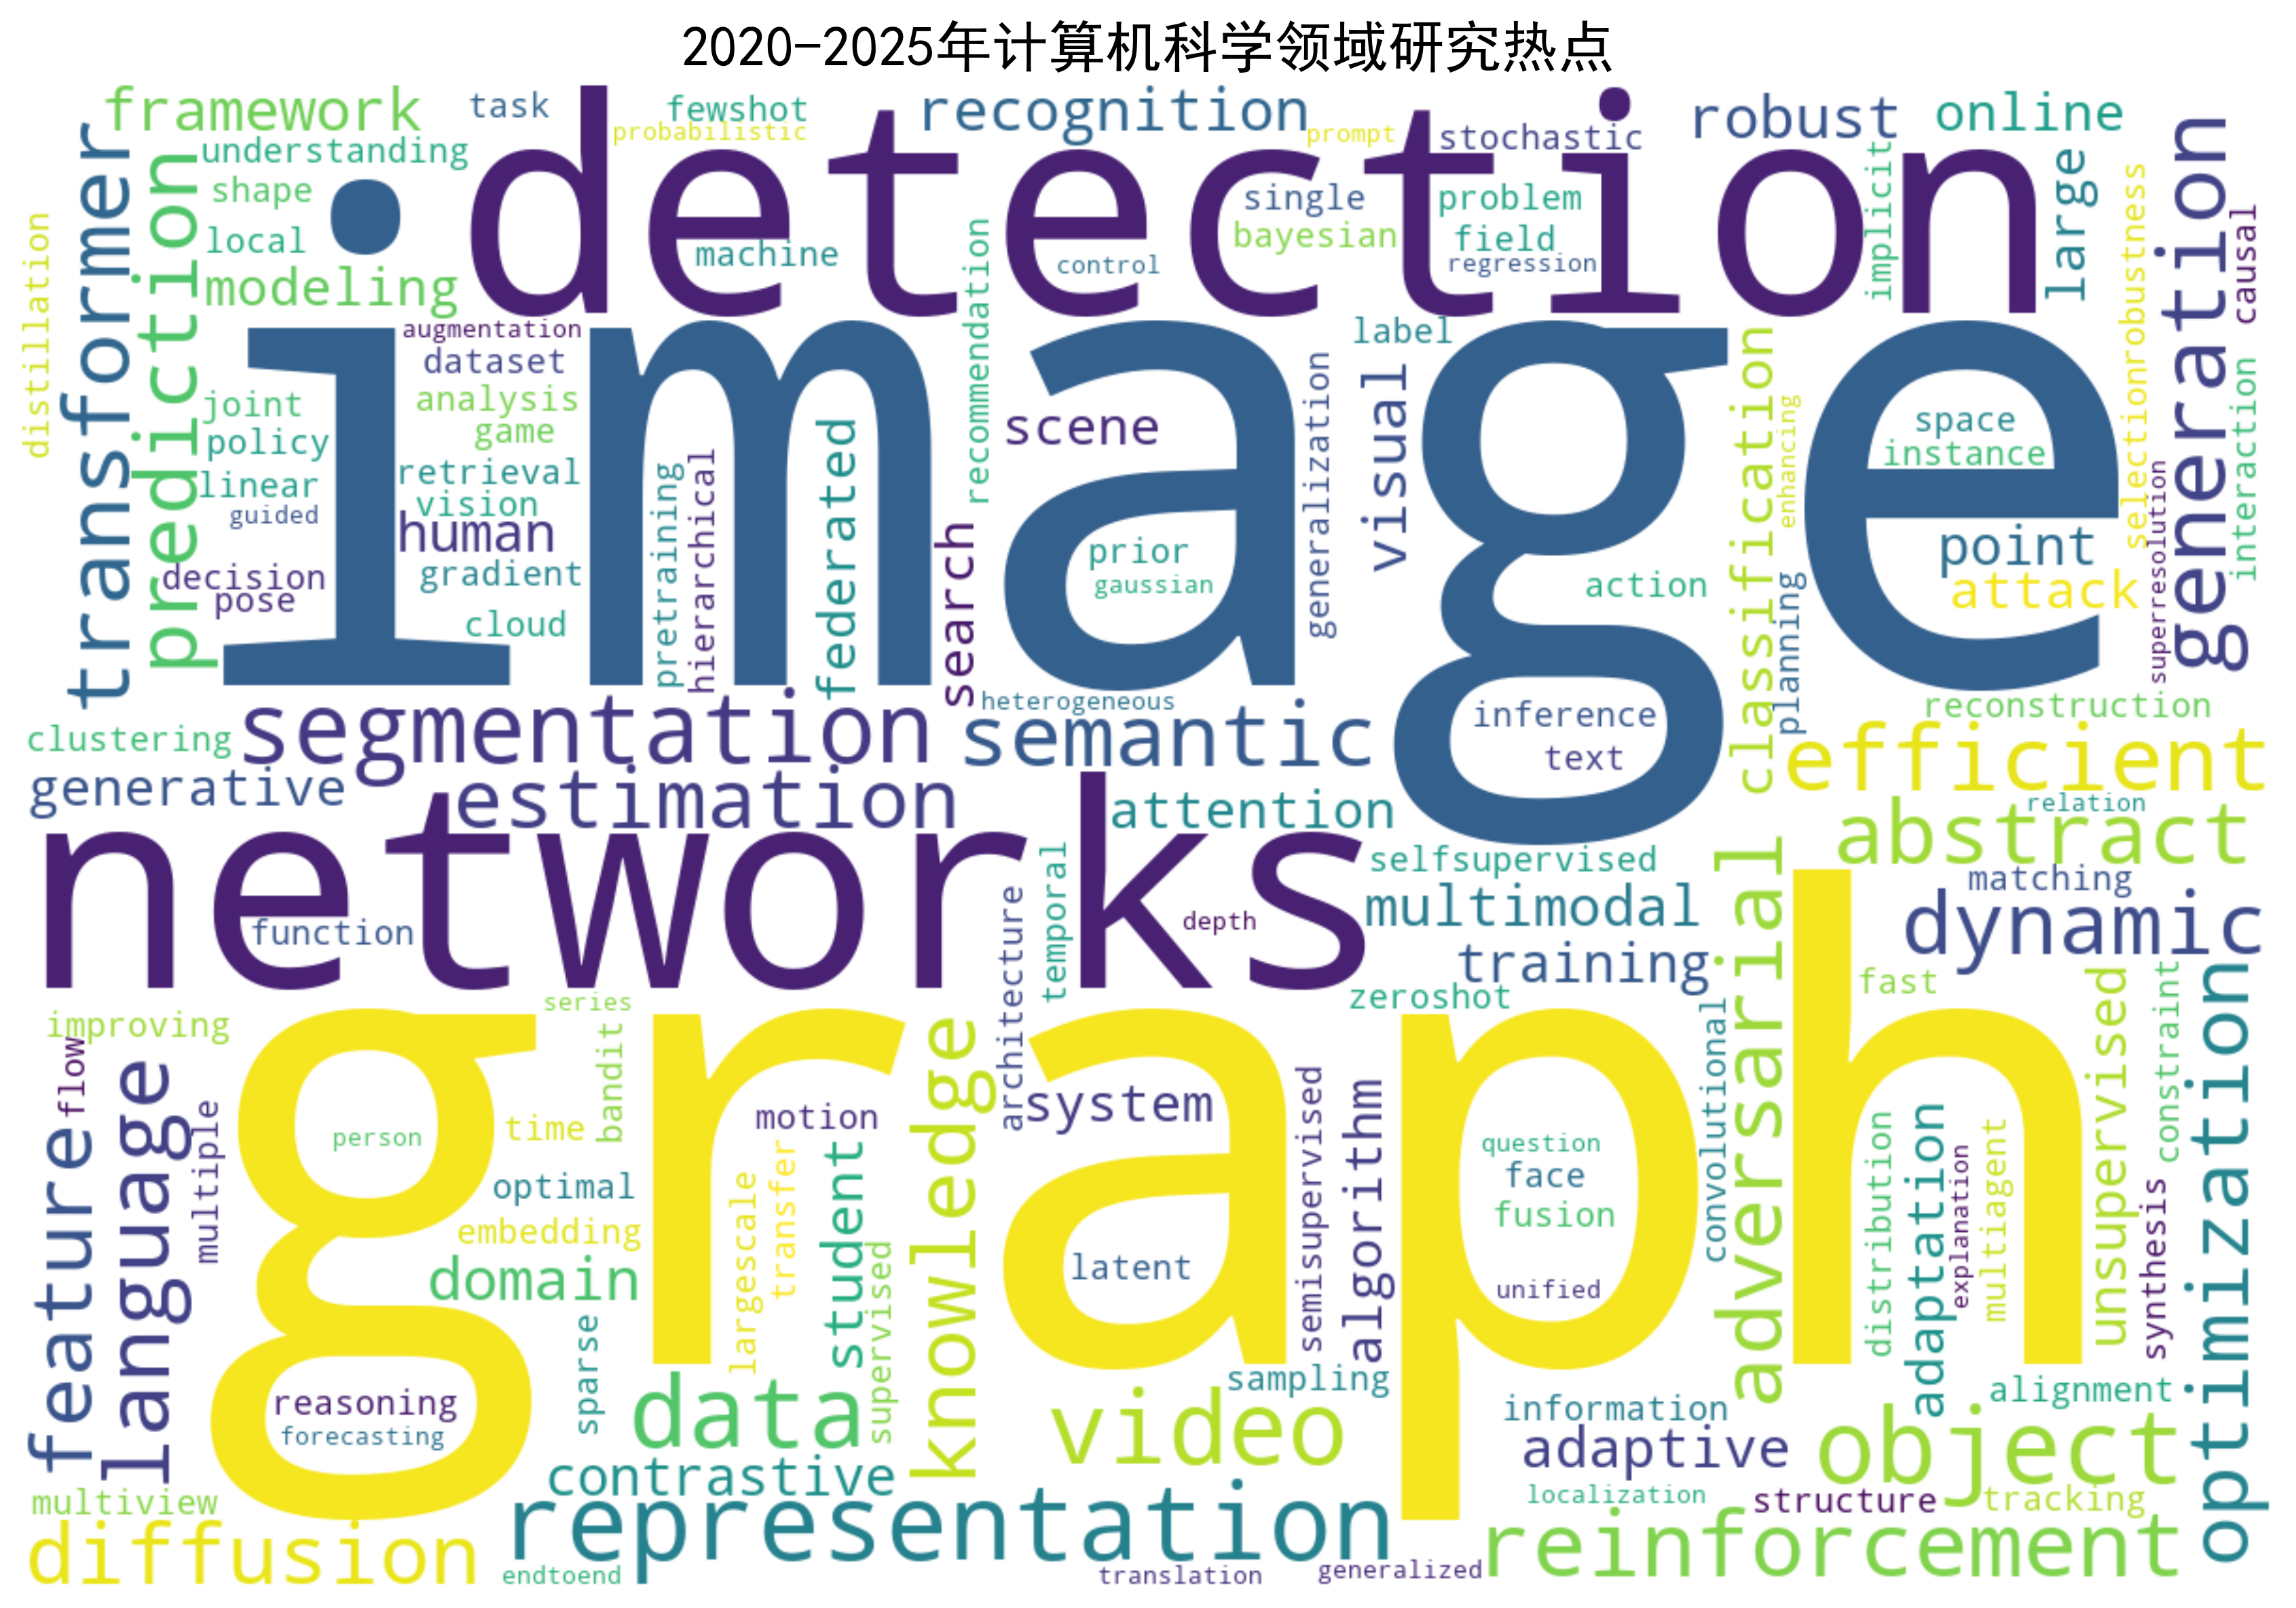 2020-2025年计算机科学领域研究热点
framework
task
fewshot
probabilistic
recognition
prompt
stochastic
robust
online
understanding
shape
local
modeling
detection
machine
control
single
bayesian
problem
field
regression
implicit
large
robustness
causal
generation
distillation
transformer
prediction
recommendation
augmentation
dataset
analysis
game
joint
policy
linear
guided
retrieval
vision
human
gradient
decision
pose
cloud
image
pretraining
hierarchical
federated
search
scene
prior
gaussian
generalization
label
visual
action
classification
enhancing
planning
space
instance
point
attack
selection
superresolution
interaction
clustering
segmentation
heterogeneous
semantic
inference
text
reconstruction
efficient
generative
estimation
attention
relation
abstract
networks
function
temporal
architecture
depth
selfsupervised
multimodal
training
zeroshot
matching
dynamic
fast
improving
flow
series
bandit
graph
person
time
motion
knowledge
system
semisupervised
algorithm
question
face
fusion
unified
convolutional
adversarial
distribution
adaptation
explanation
multiagent
unsupervised
constraint
synthesis
optimization
feature
language
multiple
optimal
embedding
domain
largescale
transfer
student
supervised
latent
sparse
reasoning
forecasting
data
video
sampling
information
adaptive
alignment
object
multiview
contrastive
localization
structure
tracking
diffusion
representation
reinforcement
endtoend
translation
generalized